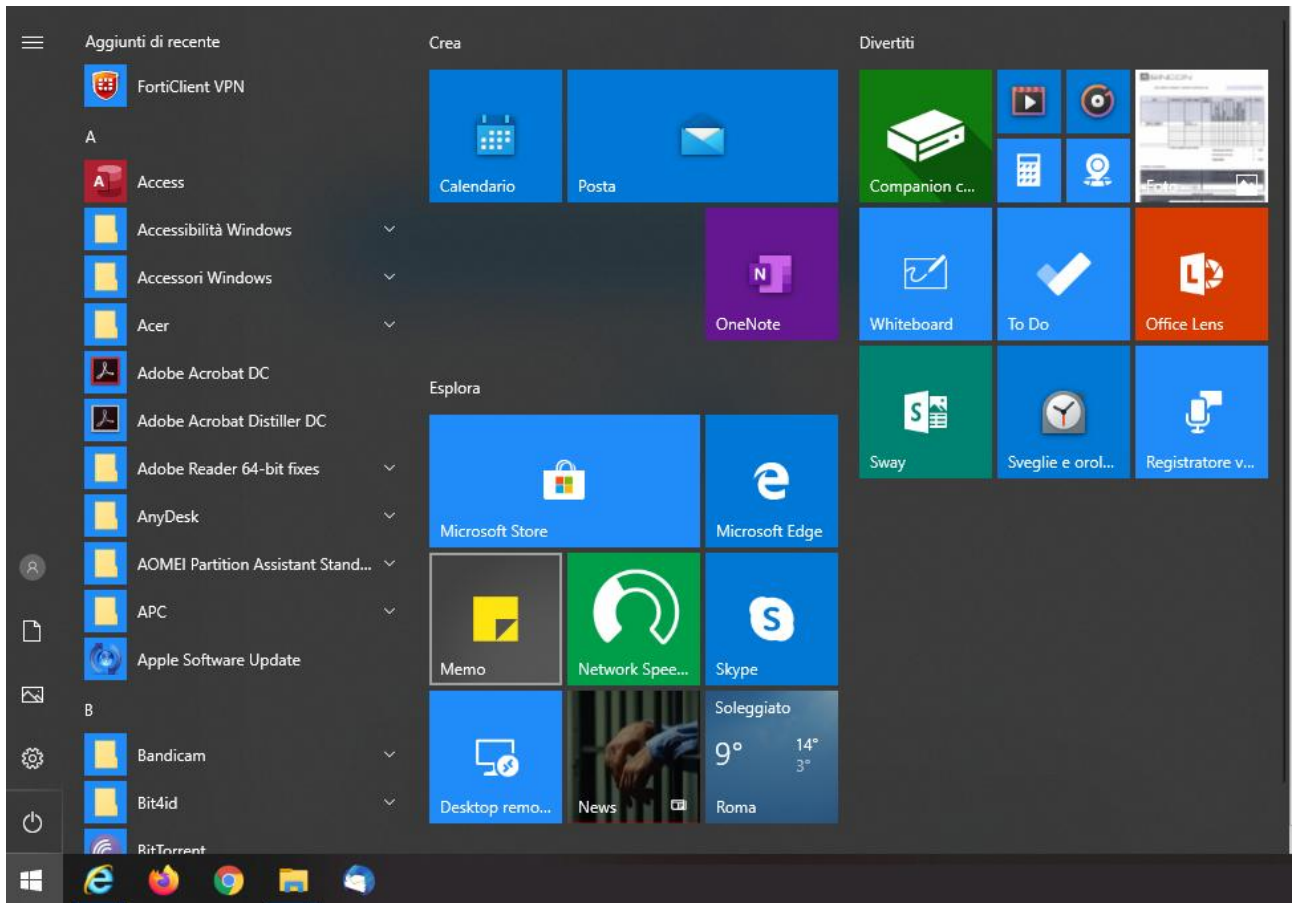 Aggiunti di recente
FortiClient VPN
A
Access
Accessibilità Windows
Accessori Windows
Acer
Adobe Acrobat DC
Adobe Acrobat Distiller DC
Adobe Reader 64-bit fixes
AnyDesk
AOMEI Partition Assistant Stand...
APC
Apple Software Update
B
Bandicam
Bit4id
BitTorrent
Crea
Calendario
Posta
OneNote
Esplora
Microsoft Store
Microsoft Edge
Memo
Network Spee...
Skype
Desktop remo...
News
Soleggiato
9°
14°
3°
Roma
Divertiti
Companion c...
Foto
Whiteboard
To Do
Office Lens
Sway
Sveglie e orol...
Registratore v...